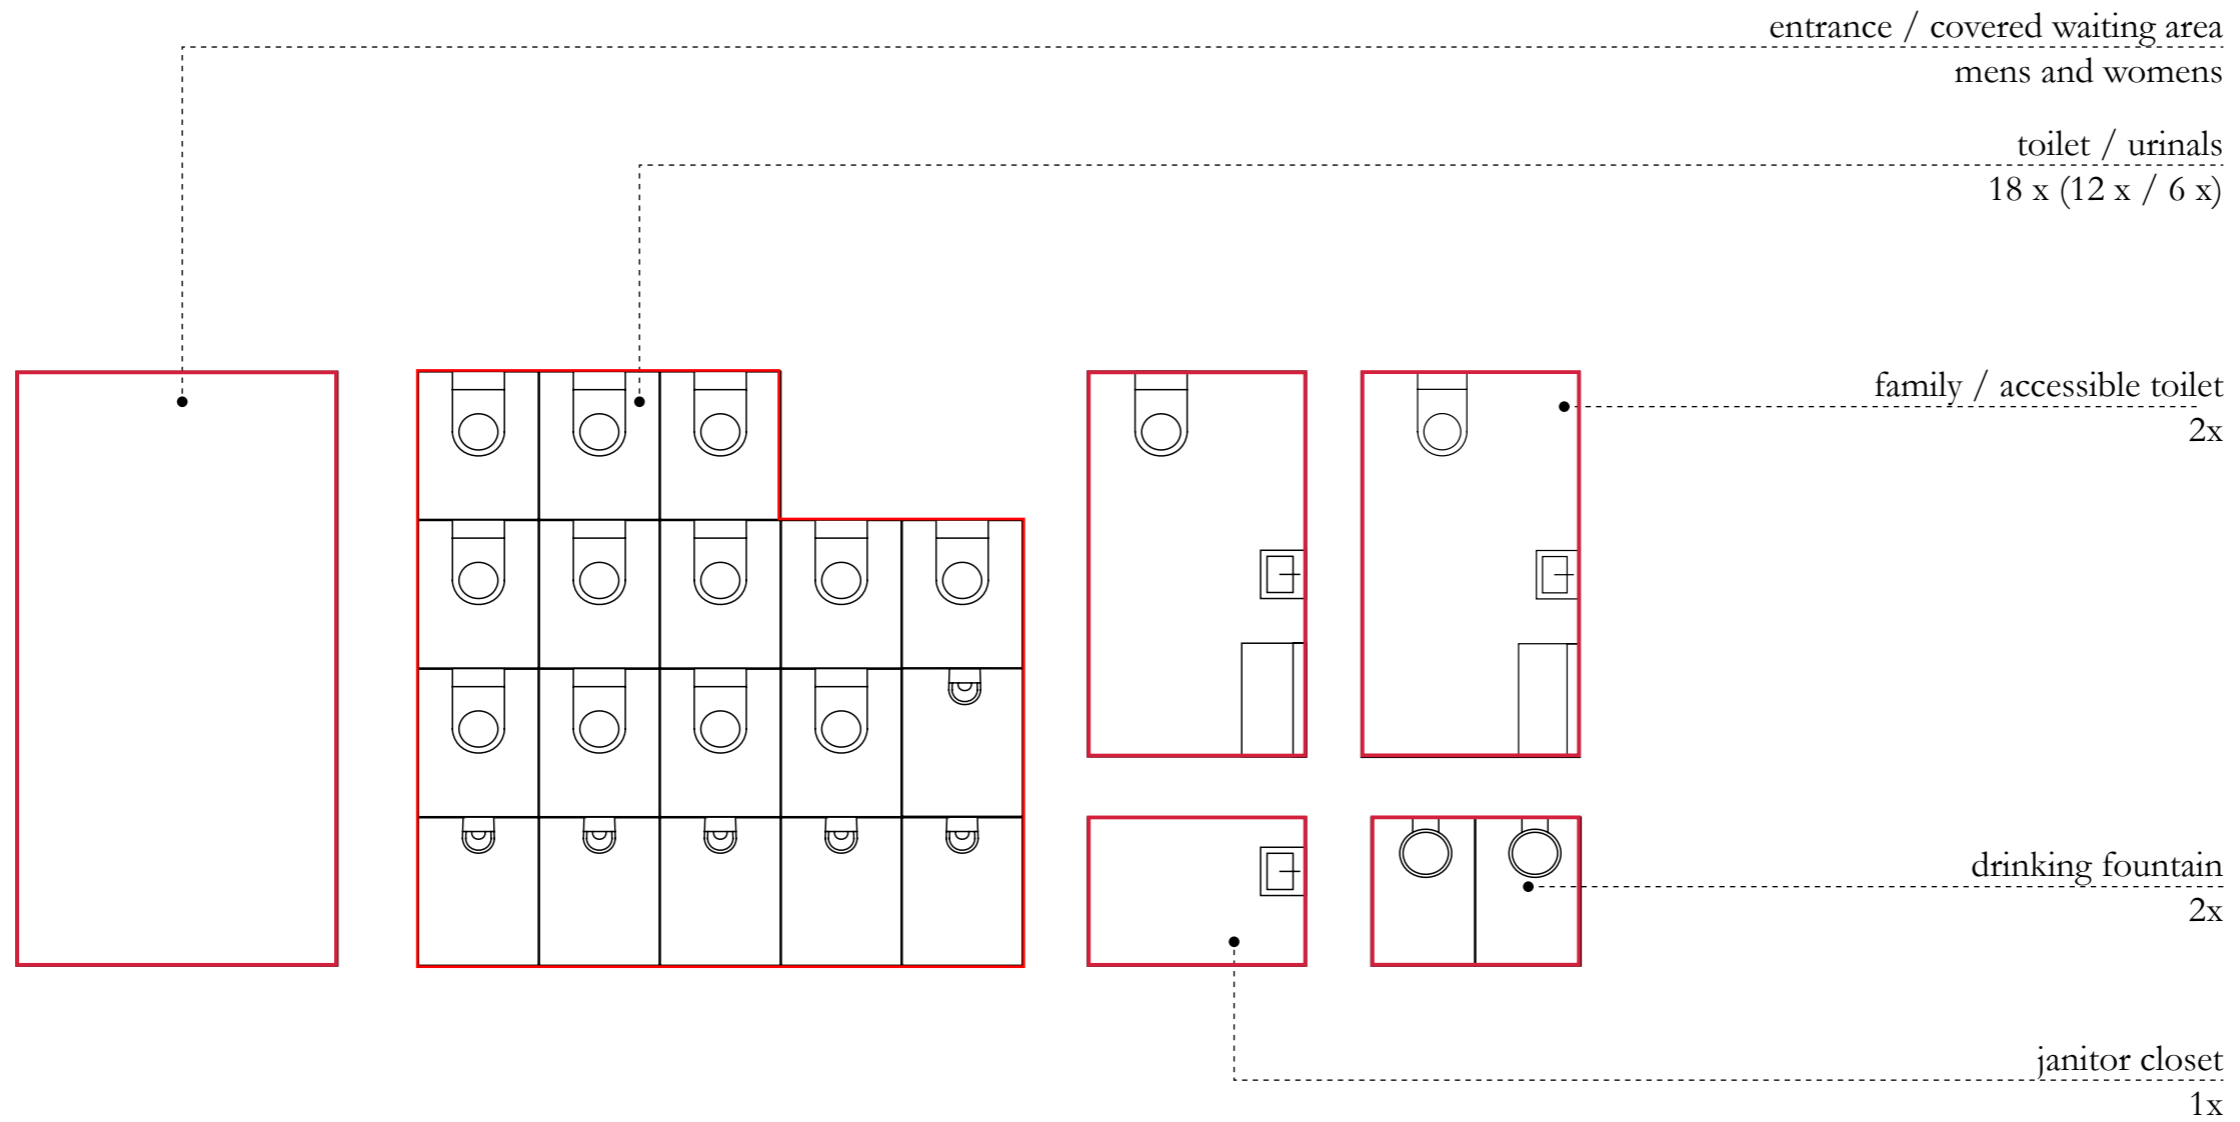 entrance / covered waiting area
mens and womens
toilet / urinals
18 x (12 x / 6 x)
family / accessible toilet
2x
drinking fountain
2x
janitor closet
1x